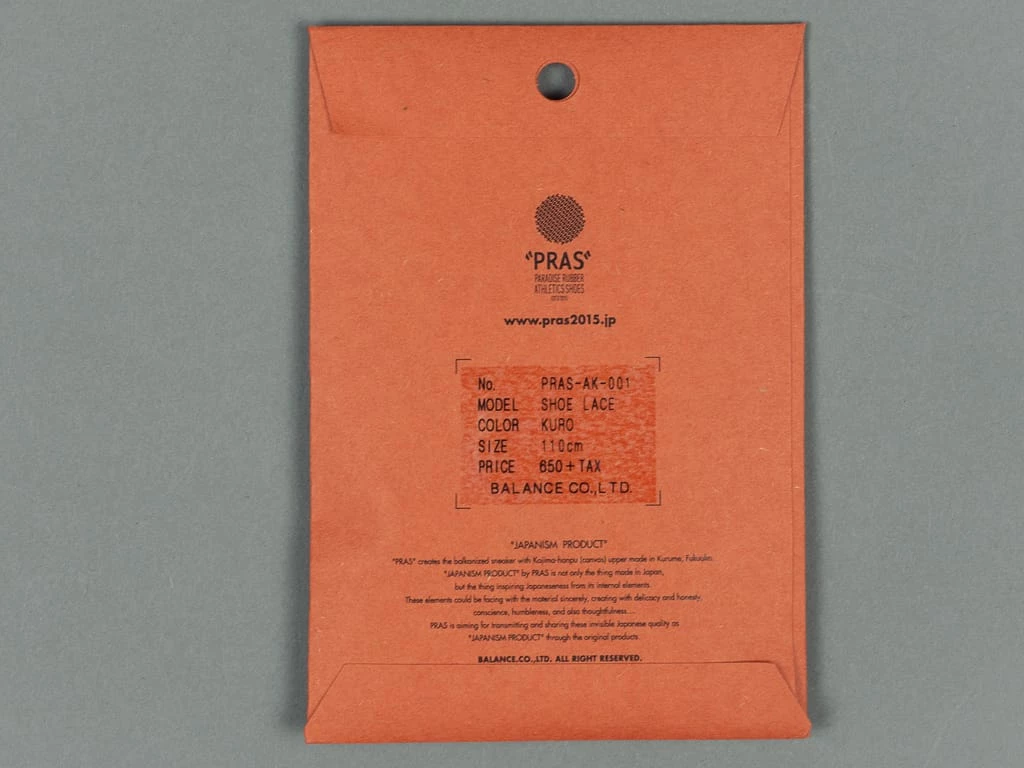 "PRAS"
PARADISE RUBBER
ATHLETICS SHOES
www.pras2015.jp
No. PRAS-AK-001
MODEL SHOE LACE
COLOR KURO
SIZE 110cm
PRICE 650+TAX
BALANCE CO.,LTD.
"JAPANISM PRODUCT"
"PRAS" creates the balkanized sneaker with Kojima-hanpu (canvas) upper made in Kurume, Fukuoka.
"JAPANISM PRODUCT" by PRAS is not only the thing made in Japan,
but the thing inspiring Japaneseness from its internal elements.
These elements could be facing with the material sincerely, creating with delicacy and honesty,
conscience, humbleness, and also thoughtfulness....
PRAS is aiming for transmitting and sharing these invisible Japanese quality as
"JAPANISM PRODUCT" through the original products.
BALANCE.CO.,LTD. ALL RIGHT RESERVED.